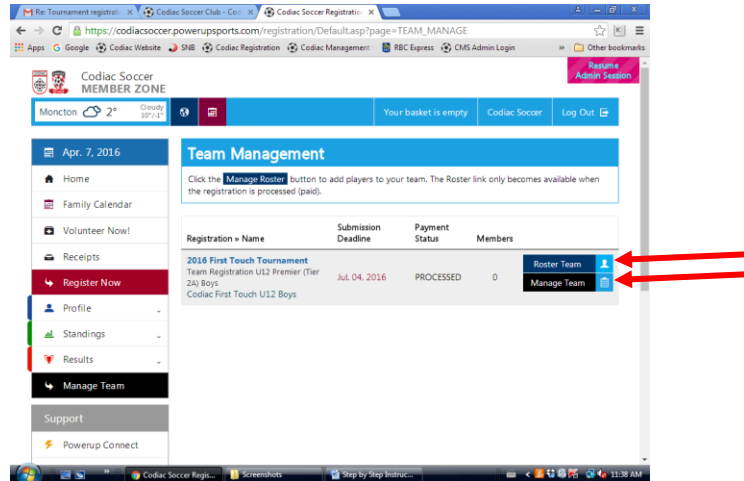 Re: Tournament registrati
Codiac Soccer Club - Codi
Codiac Soccer Registration
https://codiacsoccer.powerupsports.com/registration/Default.asp?page=TEAM_MANAGE
Apps Google Codiac Website SNB Codiac Registration Codiac Management RBC Express CMS Admin Login » Other bookmarks
Codiac Soccer
MEMBER ZONE
Resume
Admin Session
Moncton 2° Cloudy 10°/-1°
Your basket is empty Codiac Soccer Log Out
Apr. 7, 2016
Home
Family Calendar
Volunteer Now!
Receipts
Register Now
Profile
Standings
Results
Manage Team
Support
Powerup Connect
Team Management
Click the Manage Roster button to add players to your team. The Roster link only becomes available when
the registration is processed (paid).
Registration » Name Submission Deadline Payment Status Members
2016 First Touch Tournament
Team Registration U12 Premier (Tier
2A) Boys
Codiac First Touch U12 Boys
Jul. 04, 2016 PROCESSED 0
Roster Team
Manage Team
Codiac Soccer Regis... Screenshots Step by Step Instruc... 11:38 AM